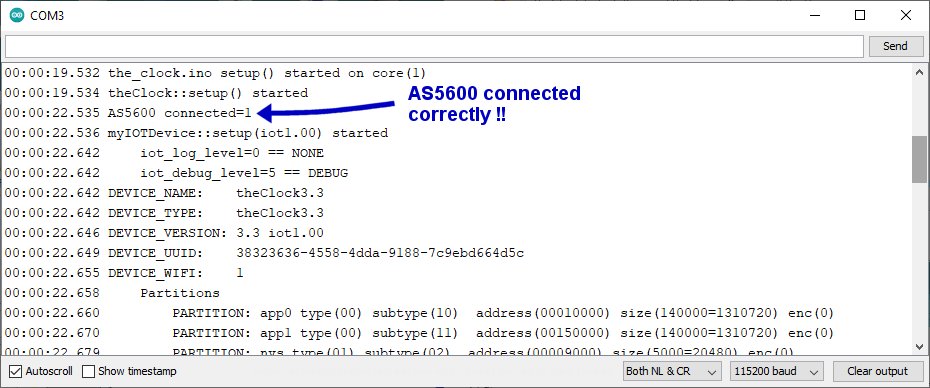 COM3
Send
00:00:19.532 the_clock.ino setup() started on core(1)
00:00:19.534 theClock::setup() started
00:00:22.535 AS5600 connected=1
AS5600 connected
correctly !!
00:00:22.536 myIOTDevice::setup(iot1.00) started
00:00:22.642     iot_log_level=0 == NONE
00:00:22.642     iot_debug_level=5 == DEBUG
00:00:22.642 DEVICE_NAME:    theClock3.3
00:00:22.642 DEVICE_TYPE:    theClock3.3
00:00:22.646 DEVICE_VERSION: 3.3 iot1.00
00:00:22.649 DEVICE_UUID:    38323636-4558-4dda-9188-7c9ebd664d5c
00:00:22.655 DEVICE_WIFI:    1
00:00:22.658     Partitions
00:00:22.660         PARTITION: app0 type(00) subtype(10)  address(00010000) size(140000=1310720) enc(0)
00:00:22.670         PARTITION: app1 type(00) subtype(11)  address(00150000) size(140000=1310720) enc(0)
00:00:22.679         PARTITION: nvs type(01) subtype(02)  address(00009000) size(5000=20480) enc(0)
Autoscroll Show timestamp Both NL & CR 115200 baud Clear output